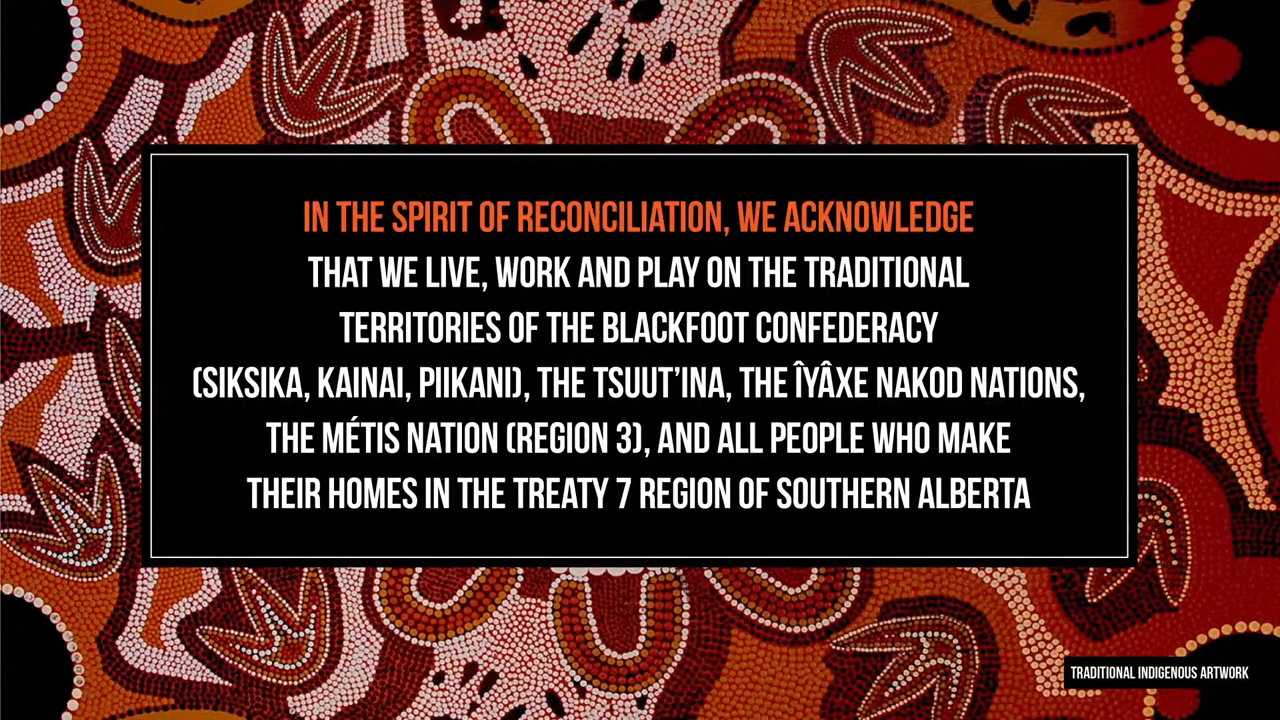 IN THE SPIRIT OF RECONCILIATION, WE ACKNOWLEDGE
THAT WE LIVE, WORK AND PLAY ON THE TRADITIONAL
TERRITORIES OF THE BLACKFOOT CONFEDERACY
(SIKSIKA, KAINAI, PIIKANI), THE TSUUT’INA, THE ÎYÂXE NAKOD NATIONS,
THE MÉTIS NATION (REGION 3), AND ALL PEOPLE WHO MAKE
THEIR HOMES IN THE TREATY 7 REGION OF SOUTHERN ALBERTA
TRADITIONAL INDIGENOUS ARTWORK